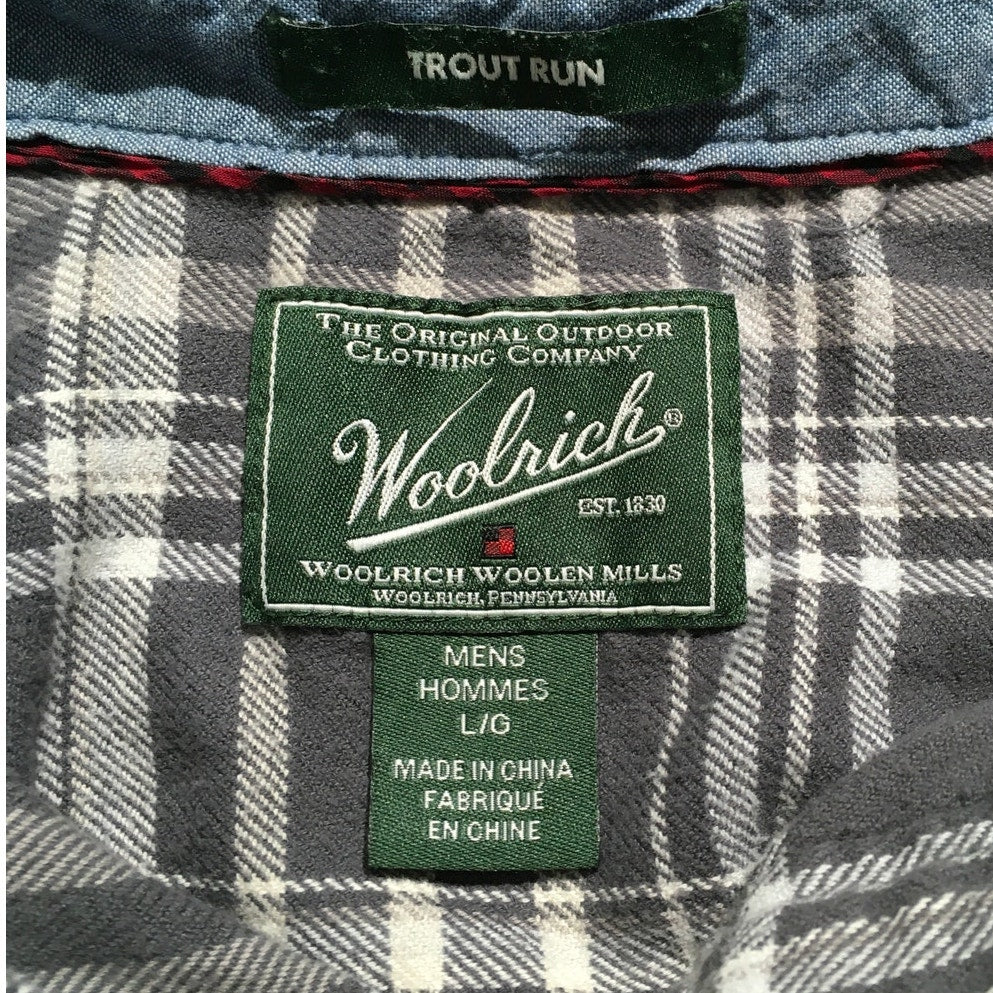 TROUT RUN
THE ORIGINAL OUTDOOR
CLOTHING COMPANY
Woolrich®
EST. 1830
WOOLRICH WOOLEN MILLS
WOOLRICH, PENNSYLVANIA
MENS
HOMMES
L/G
MADE IN CHINA
FABRIQUÉ
EN CHINE